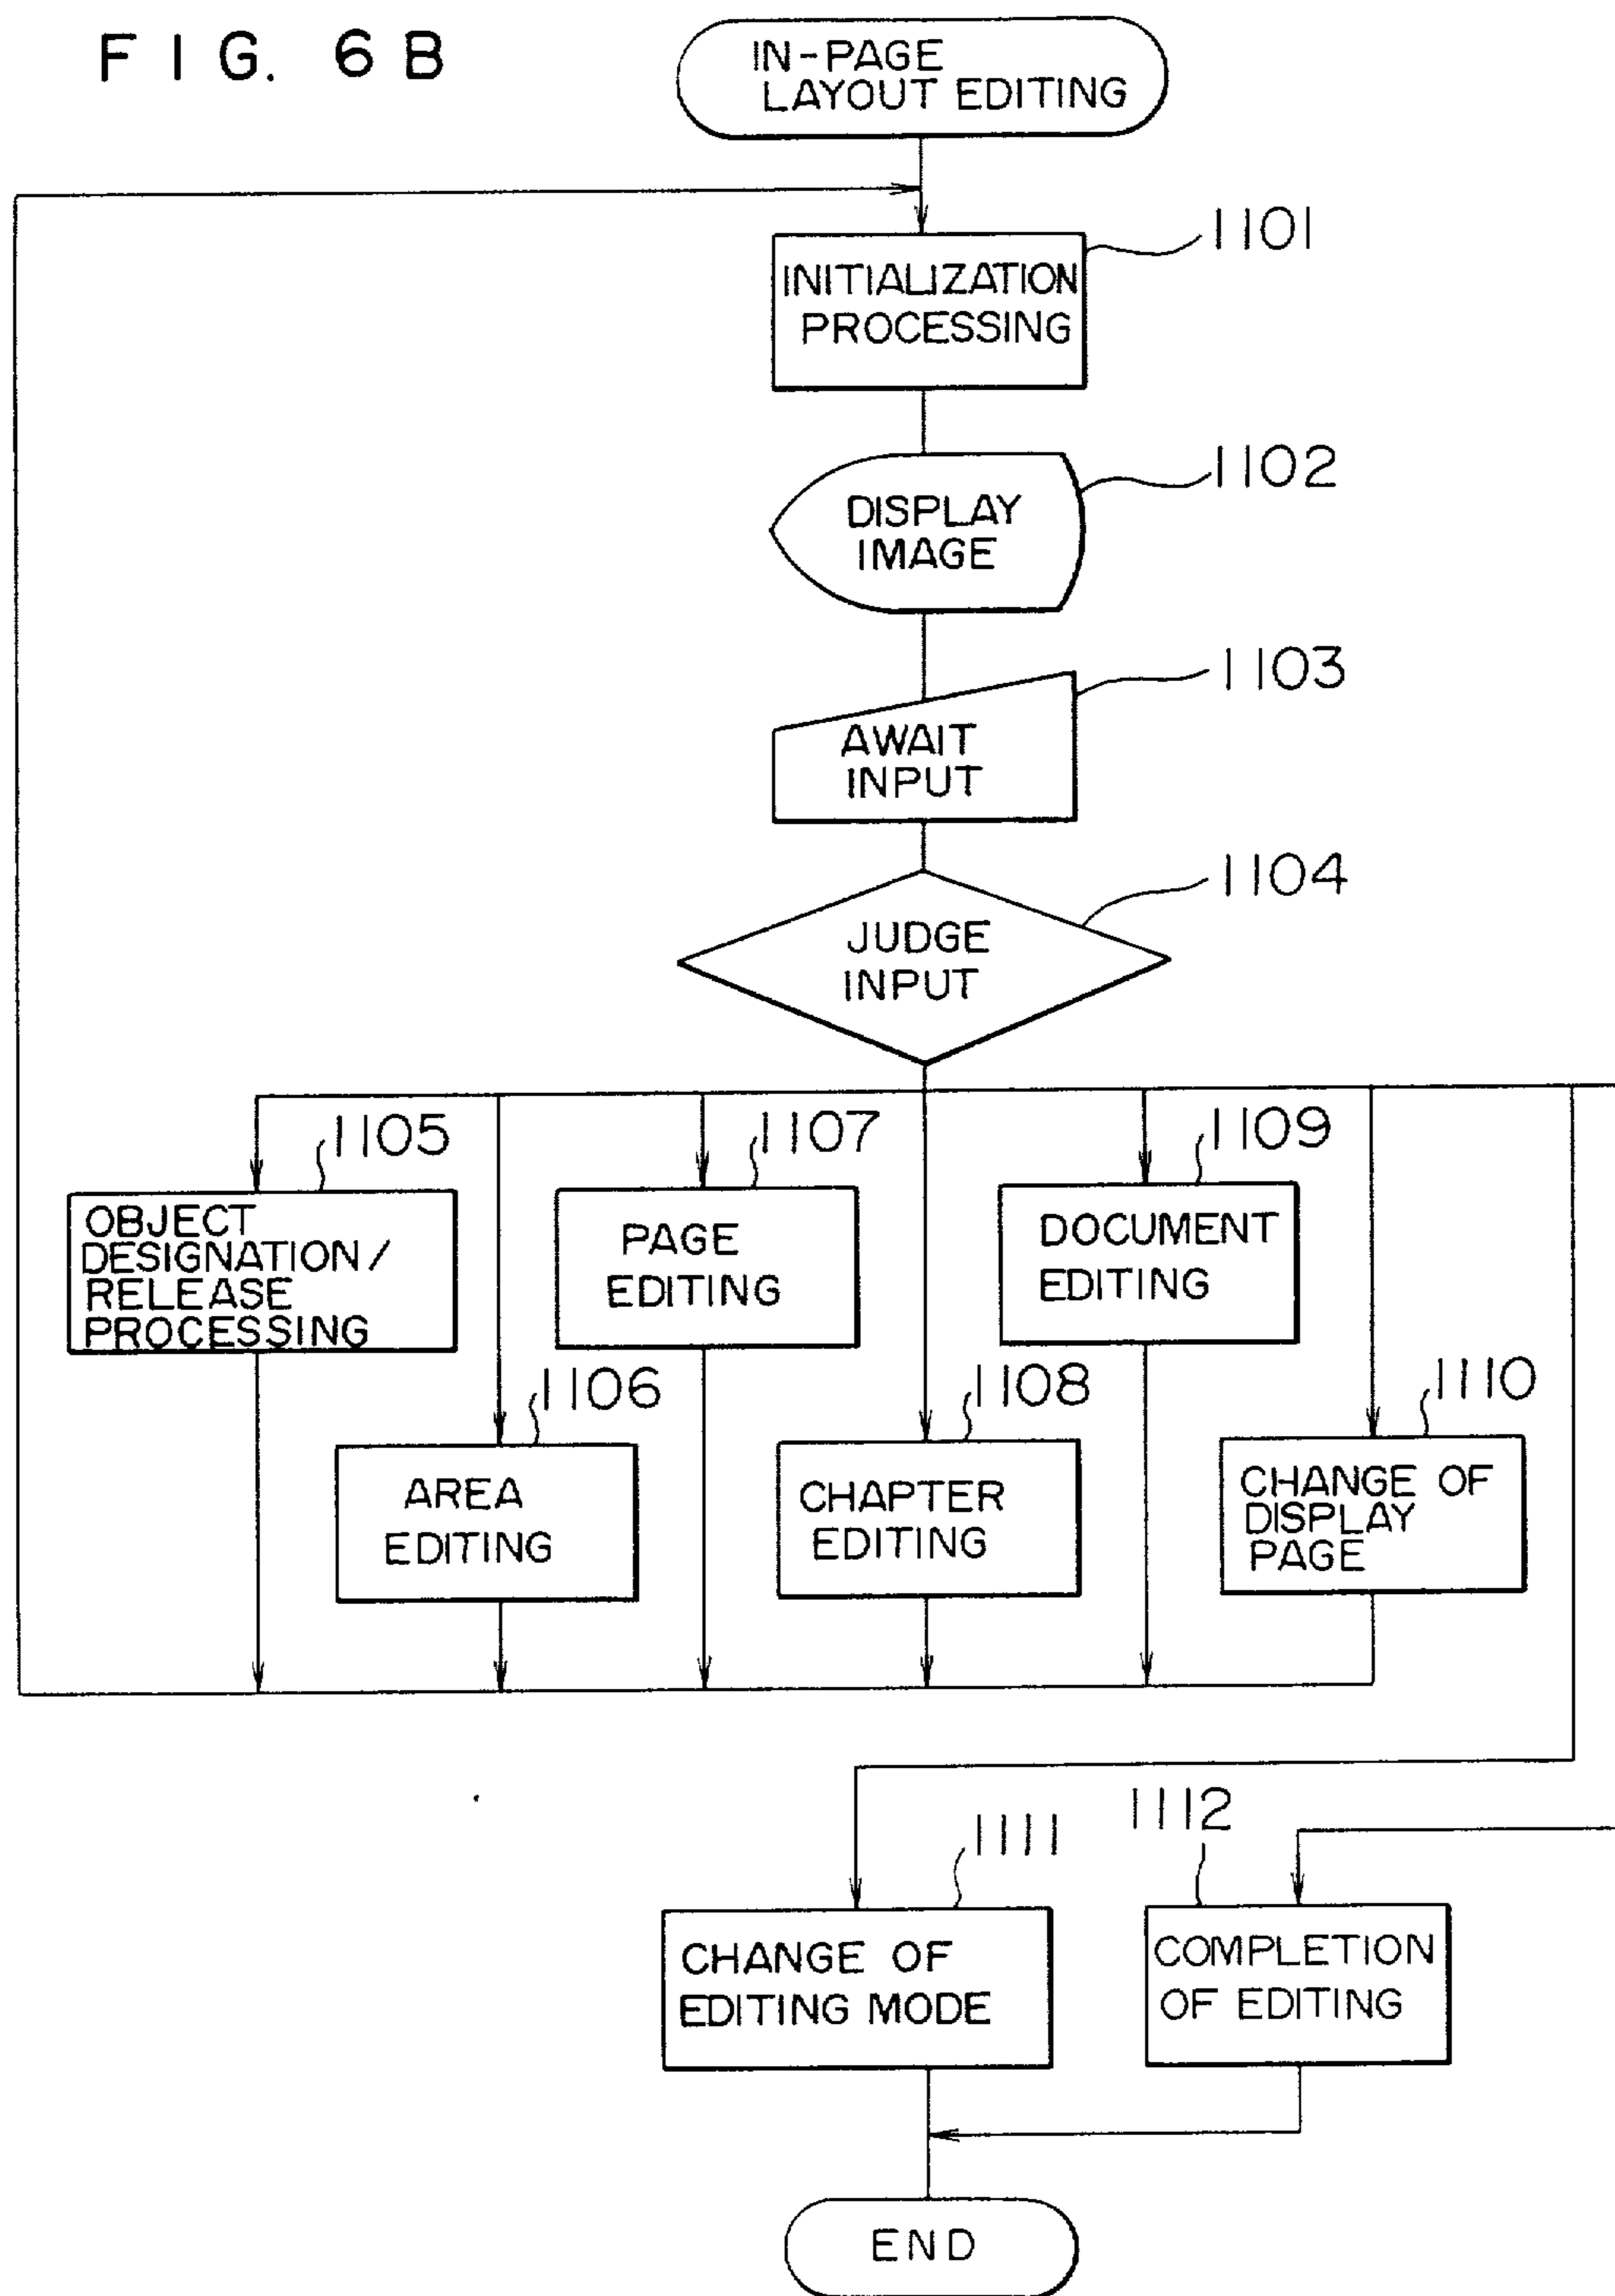 FIG. 6B
IN-PAGE
LAYOUT EDITING
1101
INITIALIZATION
PROCESSING
1102
DISPLAY
IMAGE
1103
AWAIT
INPUT
1104
JUDGE
INPUT
1105
OBJECT
DESIGNATION/
RELEASE
PROCESSING
1107
PAGE
EDITING
1109
DOCUMENT
EDITING
1106
AREA
EDITING
1108
CHAPTER
EDITING
1110
CHANGE OF
DISPLAY
PAGE
1111
CHANGE OF
EDITING MODE
1112
COMPLETION
OF EDITING
END